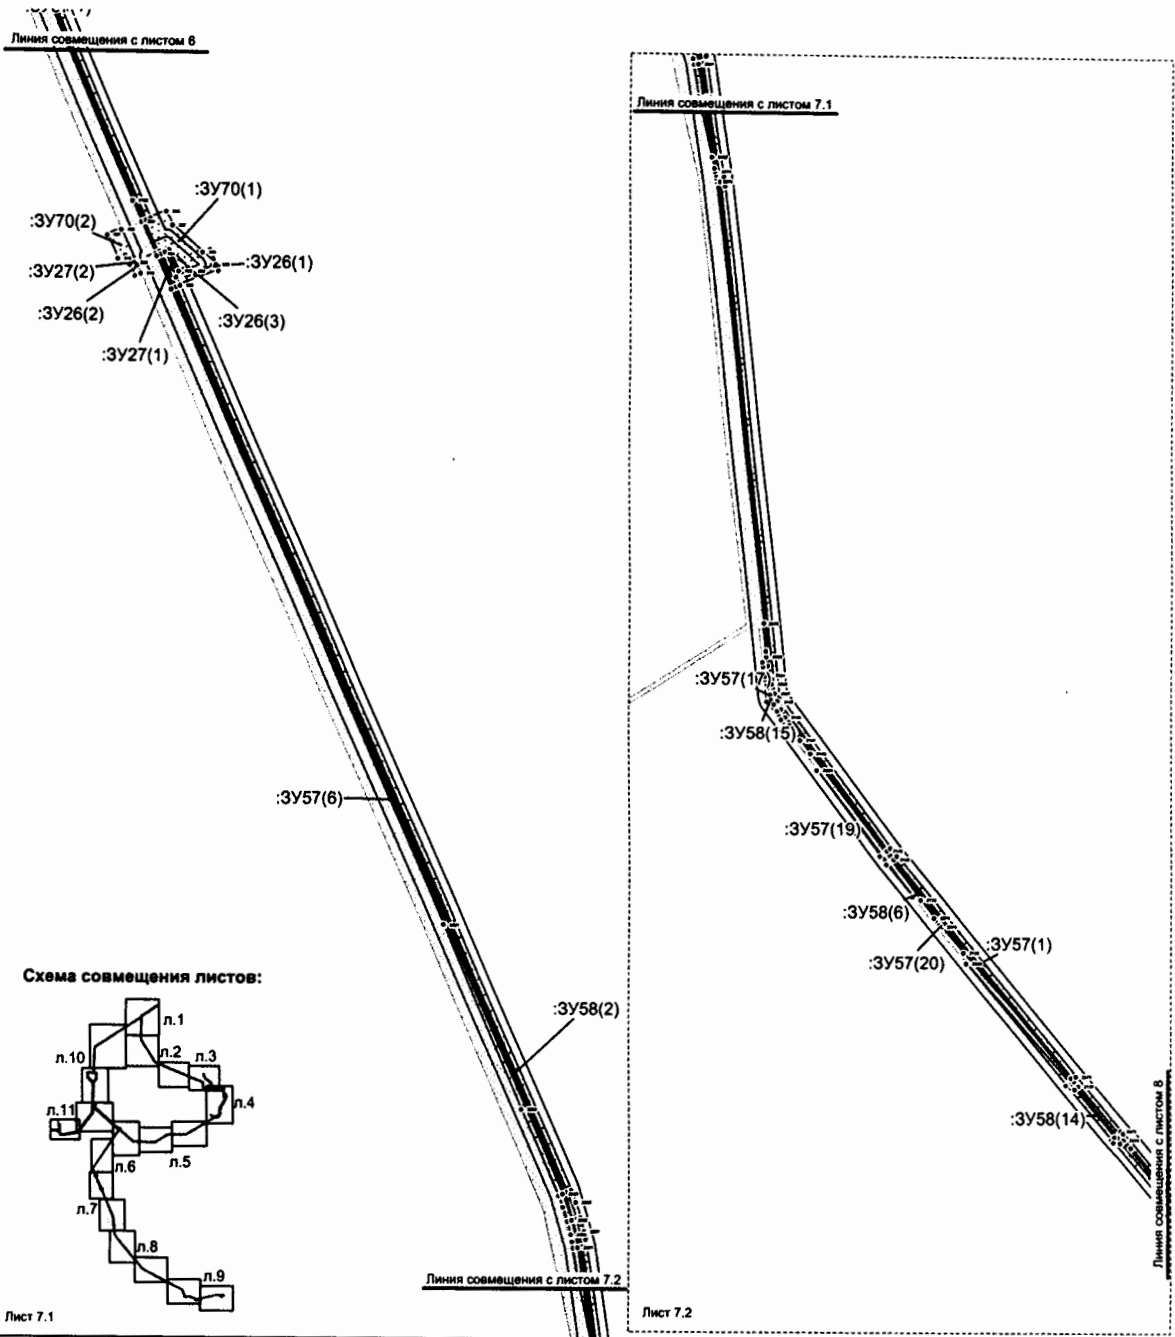 Линия совмещения с листом 6
:ЗУ70(1)
:ЗУ70(2)
:ЗУ27(2)
:ЗУ26(1)
:ЗУ26(2)
:ЗУ26(3)
:ЗУ27(1)
:ЗУ57(6)
:ЗУ58(2)
Схема совмещения листов:
л.1
л.2
л.3
л.10
л.4
л.11
л.5
л.6
л.7
л.8
л.9
Линия совмещения с листом 7.2
Лист 7.1
Линия совмещения с листом 7.1
:ЗУ57(17)
:ЗУ58(15)
:ЗУ57(19)
:ЗУ58(6)
:ЗУ57(1)
:ЗУ57(20)
:ЗУ58(14)
Линия совмещения с листом 8
Лист 7.2